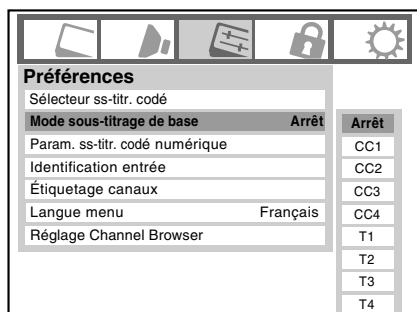 Préférences
Sélecteur ss-titr. codé
Mode sous-titrage de base Arrêt
Param. ss-titr. codé numérique
Identification entrée
Étiquetage canaux
Langue menu Français
Réglage Channel Browser
Arrêt
CC1
CC2
CC3
CC4
T1
T2
T3
T4